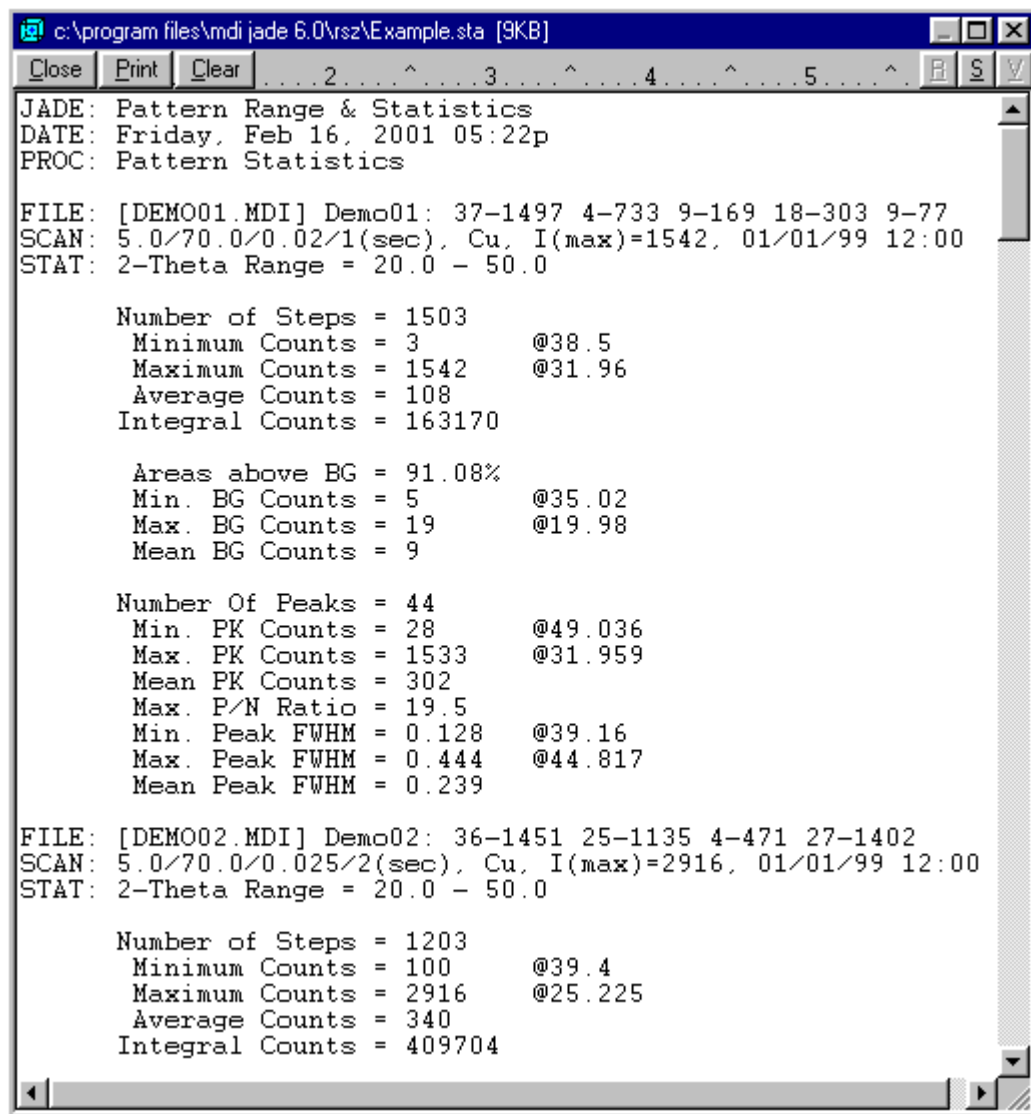 c:\program files\mdi jade 6.0\rsz\Example.sta [9KB]
Close Print Clear ....2....^....3....^....4....^....5....^. R S V
JADE: Pattern Range & Statistics
DATE: Friday, Feb 16, 2001 05:22p
PROC: Pattern Statistics
FILE: [DEMO01.MDI] Demo01: 37-1497 4-733 9-169 18-303 9-77
SCAN: 5.0/70.0/0.02/1(sec), Cu, I(max)=1542, 01/01/99 12:00
STAT: 2-Theta Range = 20.0 - 50.0
Number of Steps = 1503
Minimum Counts = 3 @38.5
Maximum Counts = 1542 @31.96
Average Counts = 108
Integral Counts = 163170
Areas above BG = 91.08%
Min. BG Counts = 5 @35.02
Max. BG Counts = 19 @19.98
Mean BG Counts = 9
Number Of Peaks = 44
Min. PK Counts = 28 @49.036
Max. PK Counts = 1533 @31.959
Mean PK Counts = 302
Max. P/N Ratio = 19.5
Min. Peak FWHM = 0.128 @39.16
Max. Peak FWHM = 0.444 @44.817
Mean Peak FWHM = 0.239
FILE: [DEMO02.MDI] Demo02: 36-1451 25-1135 4-471 27-1402
SCAN: 5.0/70.0/0.025/2(sec), Cu, I(max)=2916, 01/01/99 12:00
STAT: 2-Theta Range = 20.0 - 50.0
Number of Steps = 1203
Minimum Counts = 100 @39.4
Maximum Counts = 2916 @25.225
Average Counts = 340
Integral Counts = 409704